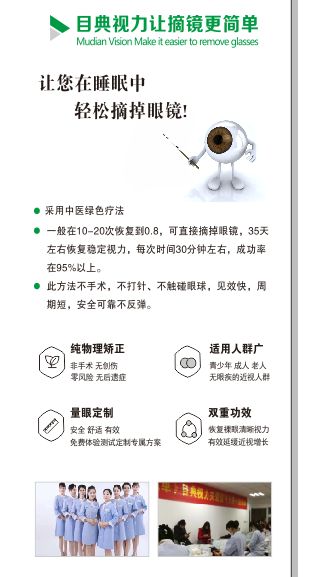 目典视力让摘镜更简单
Mudian Vision Make it easier to remove glasses
让您在睡眠中
轻松摘掉眼镜!
采用中医绿色疗法
一般在10-20次恢复到0.8，可直接摘掉眼镜，35天
左右恢复稳定视力，每次时间30分钟左右，成功率
在95%以上。
此方法不手术，不打针、不触碰眼球，见效快，周
期短，安全可靠不反弹。
纯物理矫正
非手术 无创伤
零风险 无后遗症
适用人群广
青少年 成人 老人
无眼疾的近视人群
量眼定制
安全 舒适 有效
免费体验测试定制专属方案
双重功效
恢复裸眼清晰视力
有效延缓近视增长
目典视力